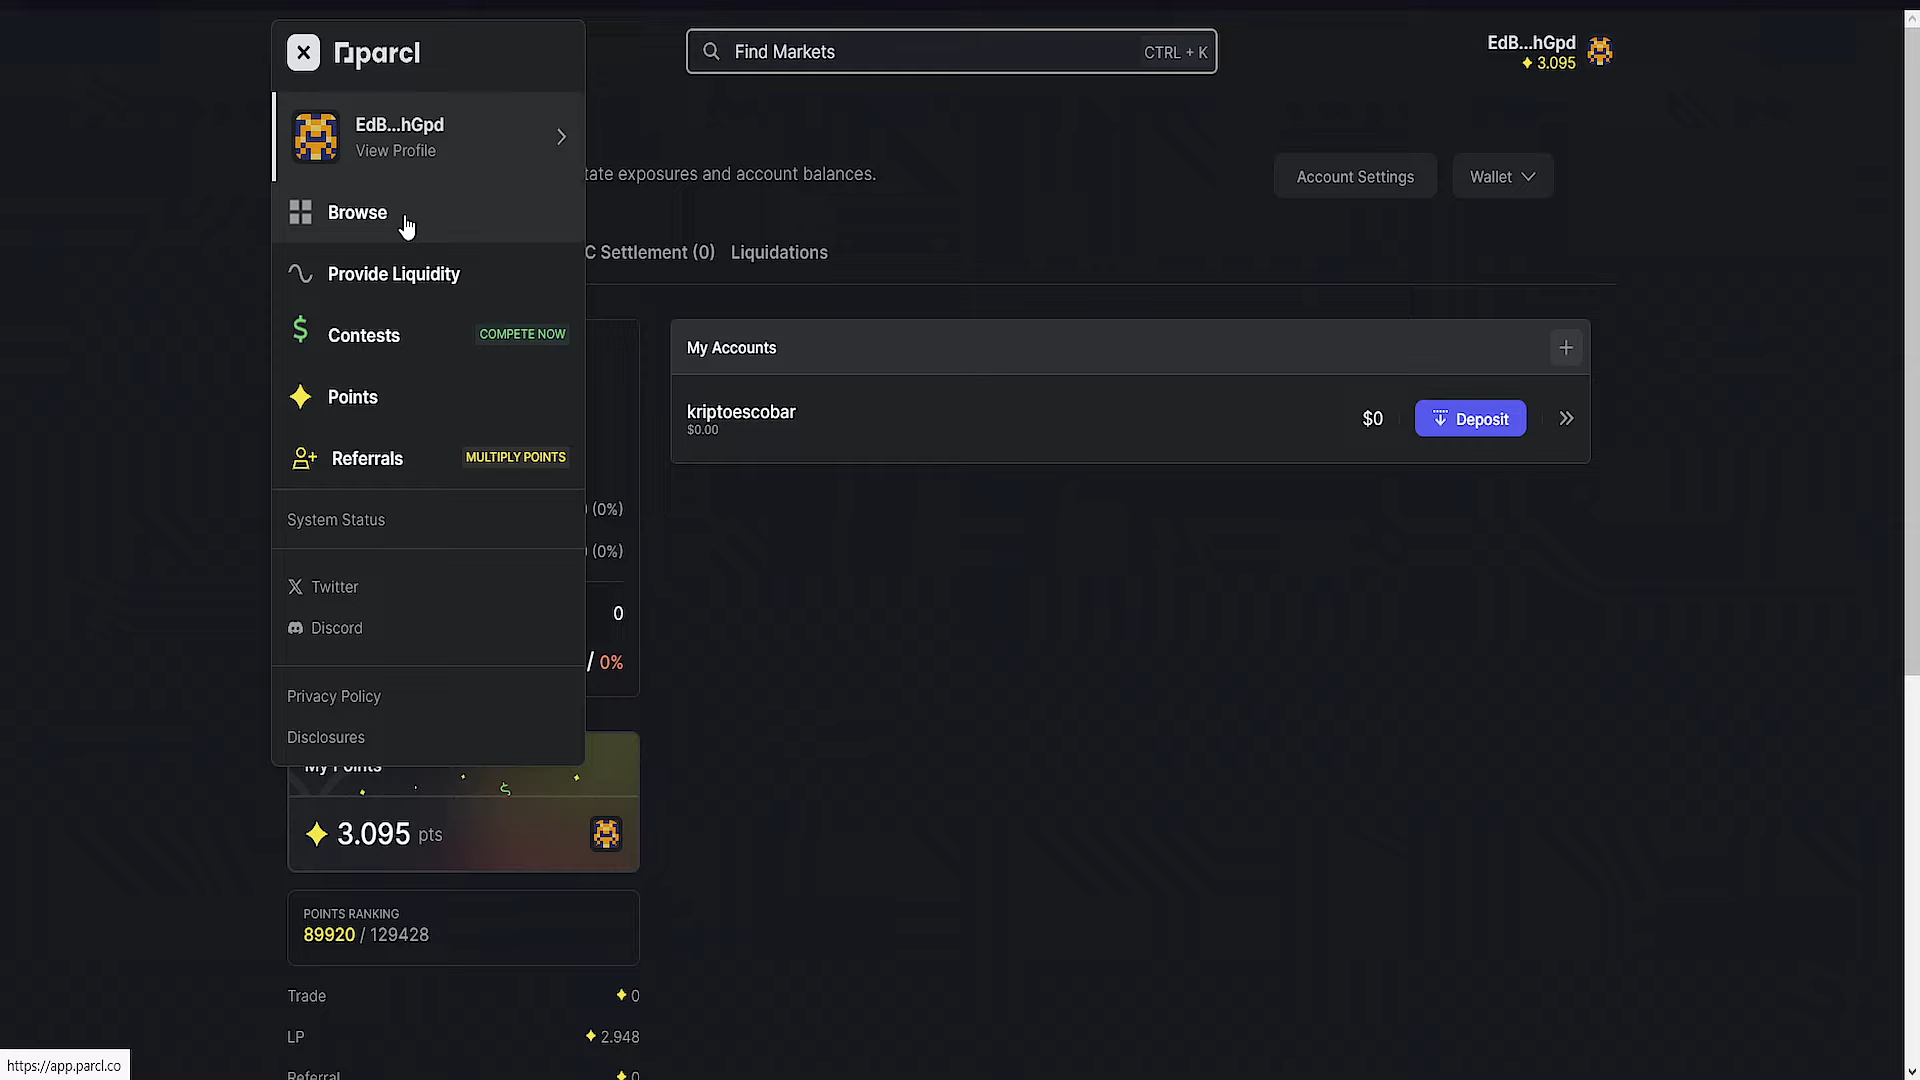 parcl
Find Markets
CTRL + K
EdB...hGpd
3.095
EdB...hGpd
View Profile
Browse
Provide Liquidity
Contests
COMPETE NOW
Points
Referrals
MULTIPLY POINTS
System Status
Twitter
Discord
Privacy Policy
Disclosures
tate exposures and account balances.
Account Settings
Wallet
C Settlement (0)
Liquidations
(0%)
(0%)
0
/ 0%
My Accounts
kriptoescobar
$0.00
$0
Deposit
My Points
3.095 pts
POINTS RANKING
89920 / 129428
Trade
0
LP
2.948
Referral
0
https://app.parcl.co